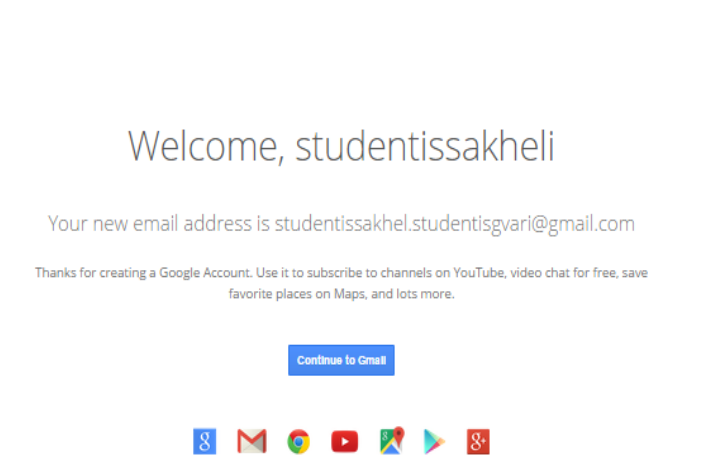 Welcome, studentissakheli
Your new email address is studentissakhel.studentisgvari@gmail.com
Thanks for creating a Google Account. Use it to subscribe to channels on YouTube, video chat for free, save
favorite places on Maps, and lots more.
Continue to Gmail